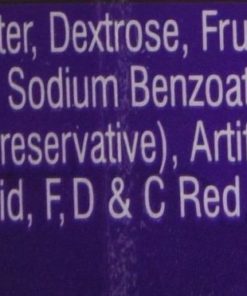 ter, Dextrose, Fru
Sodium Benzoat
reservative), Artif
id, F,D & C Red